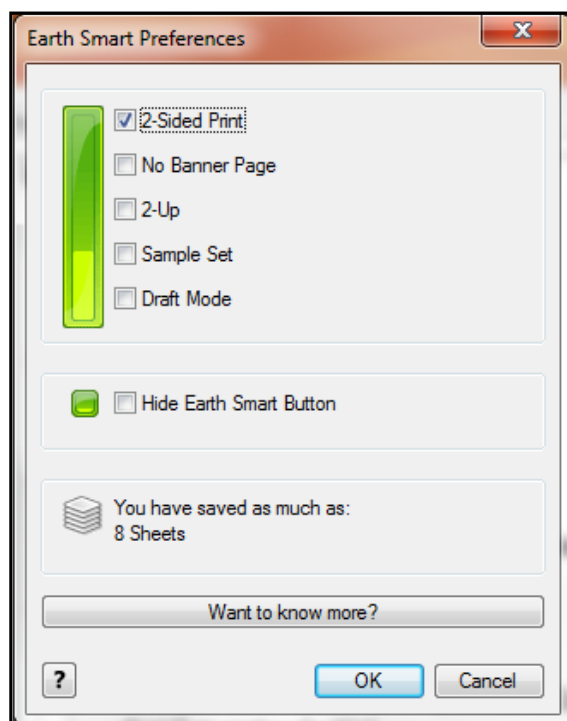 Earth Smart Preferences
2-Sided Print
No Banner Page
2-Up
Sample Set
Draft Mode
Hide Earth Smart Button
You have saved as much as:
8 Sheets
Want to know more?
?
OK
Cancel